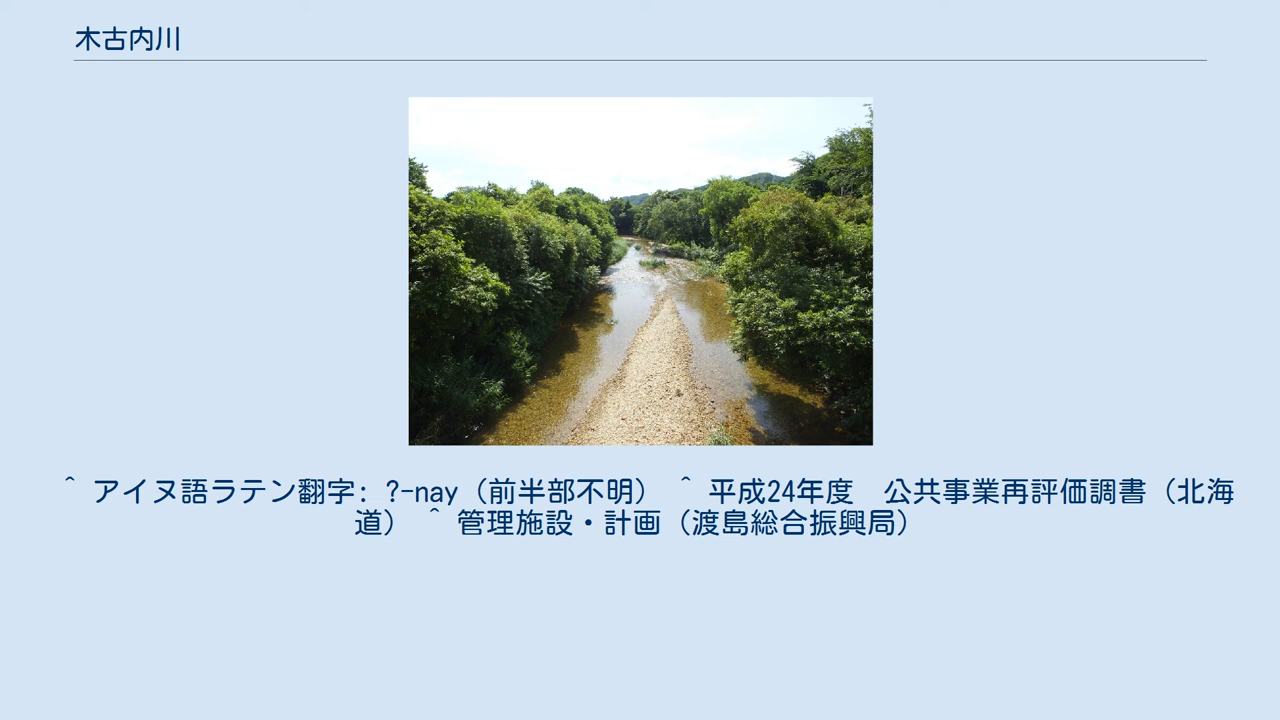 木古内川
^ アイヌ語ラテン翻字: ?-nay（前半部不明） ^ 平成24年度　公共事業再評価調書（北海
道） ^ 管理施設・計画（渡島総合振興局）